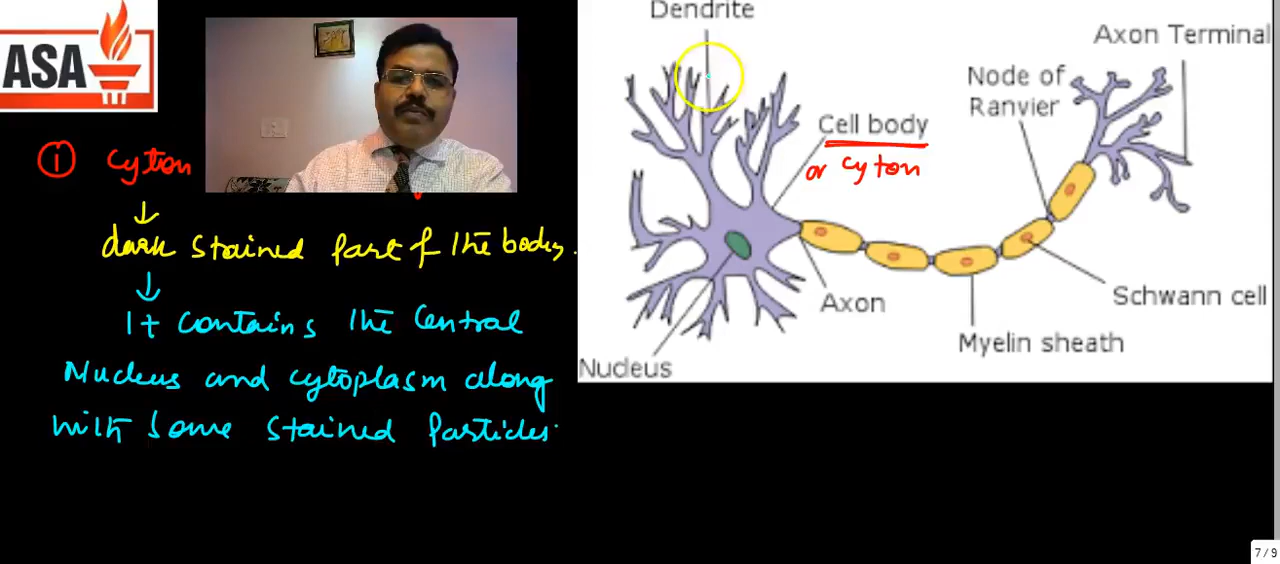 ASA
① Cyton
dark stained part of the body.
It contains the central
Nucleus and cytoplasm along
with some stained particles.
Dendrite
Axon Terminal
Node of
Ranvier
Cell body
or cyton
Axon
Schwann cell
Myelin sheath
Nucleus
7 / 9